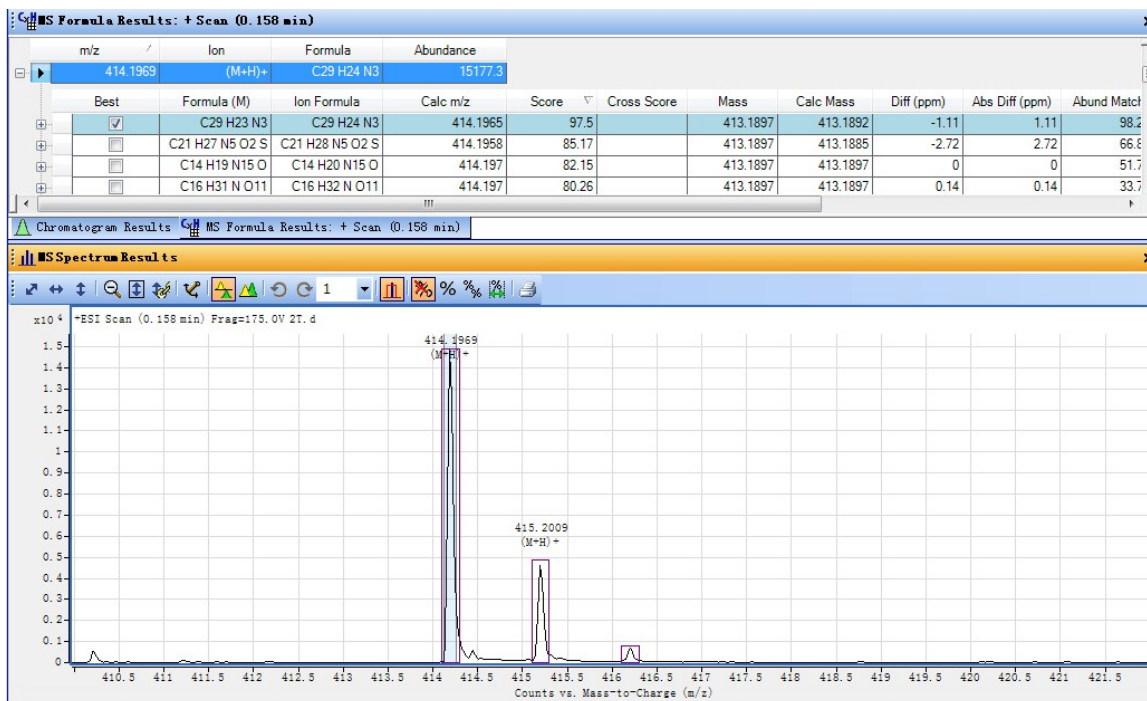 MS Formula Results: + Scan (0.158 min)
m/z Ion Formula Abundance
414.1969 (M+H)+ C29 H24 N3 15177.3
Best Formula (M) Ion Formula Calc m/z Score Cross Score Mass Calc Mass Diff (ppm) Abs Diff (ppm) Abund Match
C29 H23 N3 C29 H24 N3 414.1965 97.5 413.1897 413.1892 -1.11 1.11 98.2
C21 H27 N5 O2 S C21 H28 N5 O2 S 414.1958 85.17 413.1897 413.1885 -2.72 2.72 66.8
C14 H19 N15 O C14 H20 N15 O 414.197 82.15 413.1897 413.1897 0 0 51.7
C16 H31 N O11 C16 H32 N O11 414.197 80.26 413.1897 413.1897 0.14 0.14 33.7
Chromatogram Results MS Formula Results: + Scan (0.158 min)
MS Spectrum Results
1 %
x10 4 +ESI Scan (0.158 min) Frag=175.0V 2T.d
414.1969
(M+H)+
415.2009
(M+H)+
1.5
1.4
1.3
1.2
1.1
1
0.9
0.8
0.7
0.6
0.5
0.4
0.3
0.2
0.1
0
410.5 411 411.5 412 412.5 413 413.5 414 414.5 415 415.5 416 416.5 417 417.5 418 418.5 419 419.5 420 420.5 421 421.5
Counts vs. Mass-to-Charge (m/z)